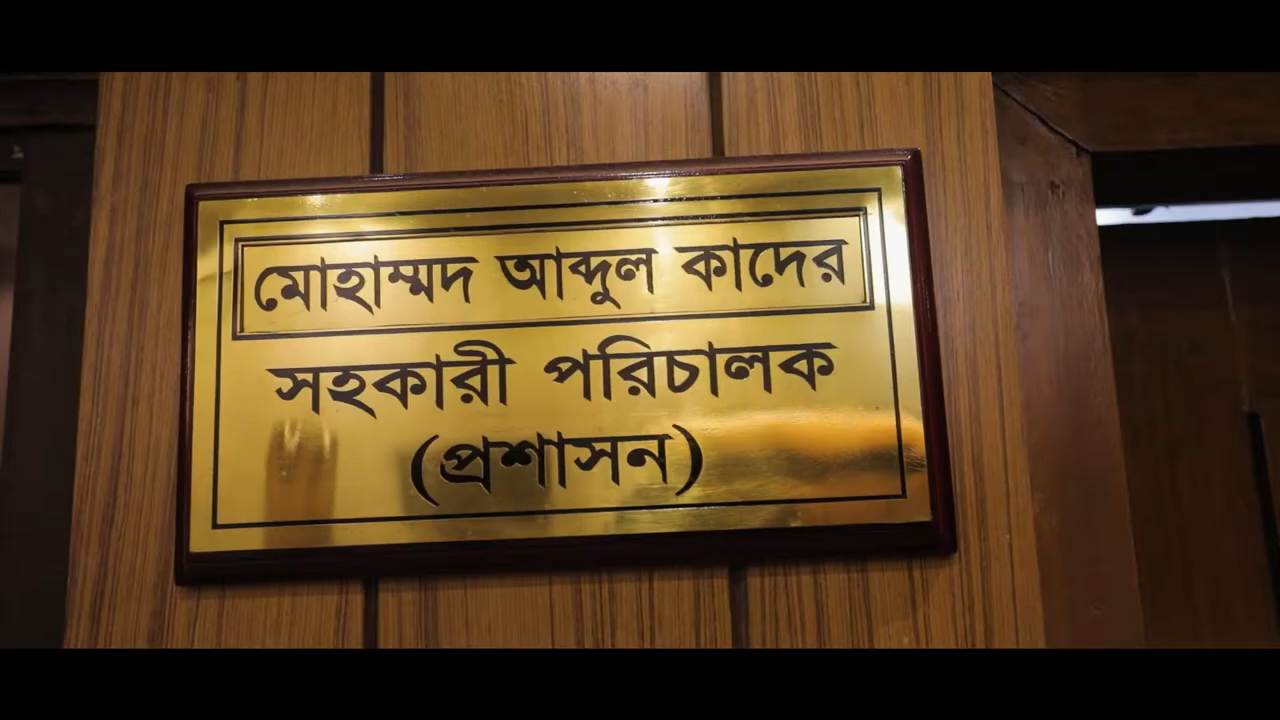 মোহাম্মদ আব্দুল কাদের
সহকারী পরিচালক
(প্রশাসন)